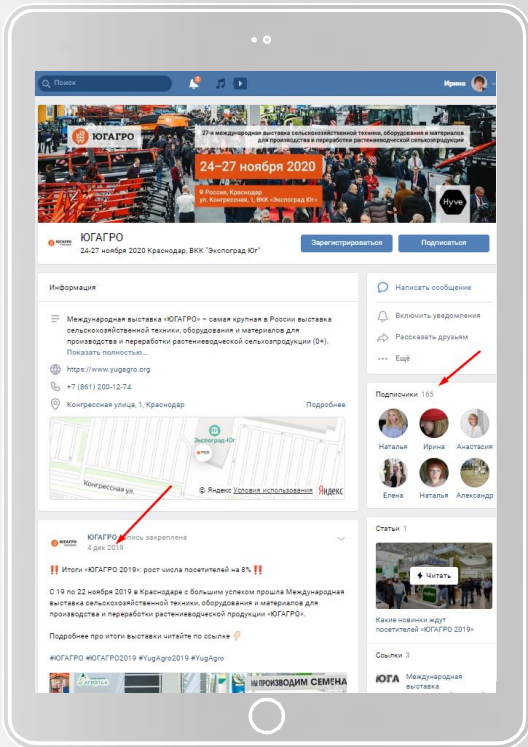 Поиск
2
Ирина
ЮГАГРО
27-я международная выставка сельскохозяйственной техники, оборудования и материалов
для производства и переработки растениеводческой сельхозпродукции
24–27 ноября 2020
Россия, Краснодар
ул. Конгрессная, 1, ВКК «Экспоград Юг»
Hyve
ЮГАГРО
24-27 ноября 2020 Краснодар, ВКК "Экспоград Юг"
Зарегистрироваться
Подписаться
Информация
Международная выставка «ЮГАГРО» – самая крупная в России выставка
сельскохозяйственной техники, оборудования и материалов для
производства и переработки растениеводческой сельхозпродукции (0+).
Показать полностью…
https://www.yugagro.org
+7 (861) 200-12-74
Конгрессная улица, 1, Краснодар
Подробнее
Экспоград-Юг
Конгрессная ул.
© Яндекс Условия использования Яндекс
ЮГАГРО запись закреплена
4 дек 2019
‼ Итоги «ЮГАГРО 2019»: рост числа посетителей на 8% ‼
С 19 по 22 ноября 2019 в Краснодаре с большим успехом прошла Международная
выставка сельскохозяйственной техники, оборудования и материалов для
производства и переработки растениеводческой продукции «ЮГАГРО».
Подробнее про итоги выставки читайте по ссылке
#ЮГАГРО #ЮГАГРО2019 #YugAgro2019 #YugAgro
МЫ ПРОИЗВОДИМ СЕМЕНА
Написать сообщение
Включить уведомления
Рассказать друзьям
Ещё
Подписчики 165
Наталья Ирина Анастасия
Елена Наталья Александр
Статьи 1
Читать
Какие новинки ждут
посетителей «ЮГАГРО 2019»
Ссылки 3
ЮГА
Международная
выставка